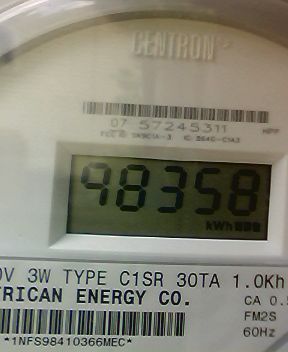 CENTRON
07 57245311
98358
kWh
0V 3W TYPE C1SR 30TA 1.0Kh
RICAN ENERGY CO.
CA 0.5
FM2S
60Hz
*1NFS98410366MEC*